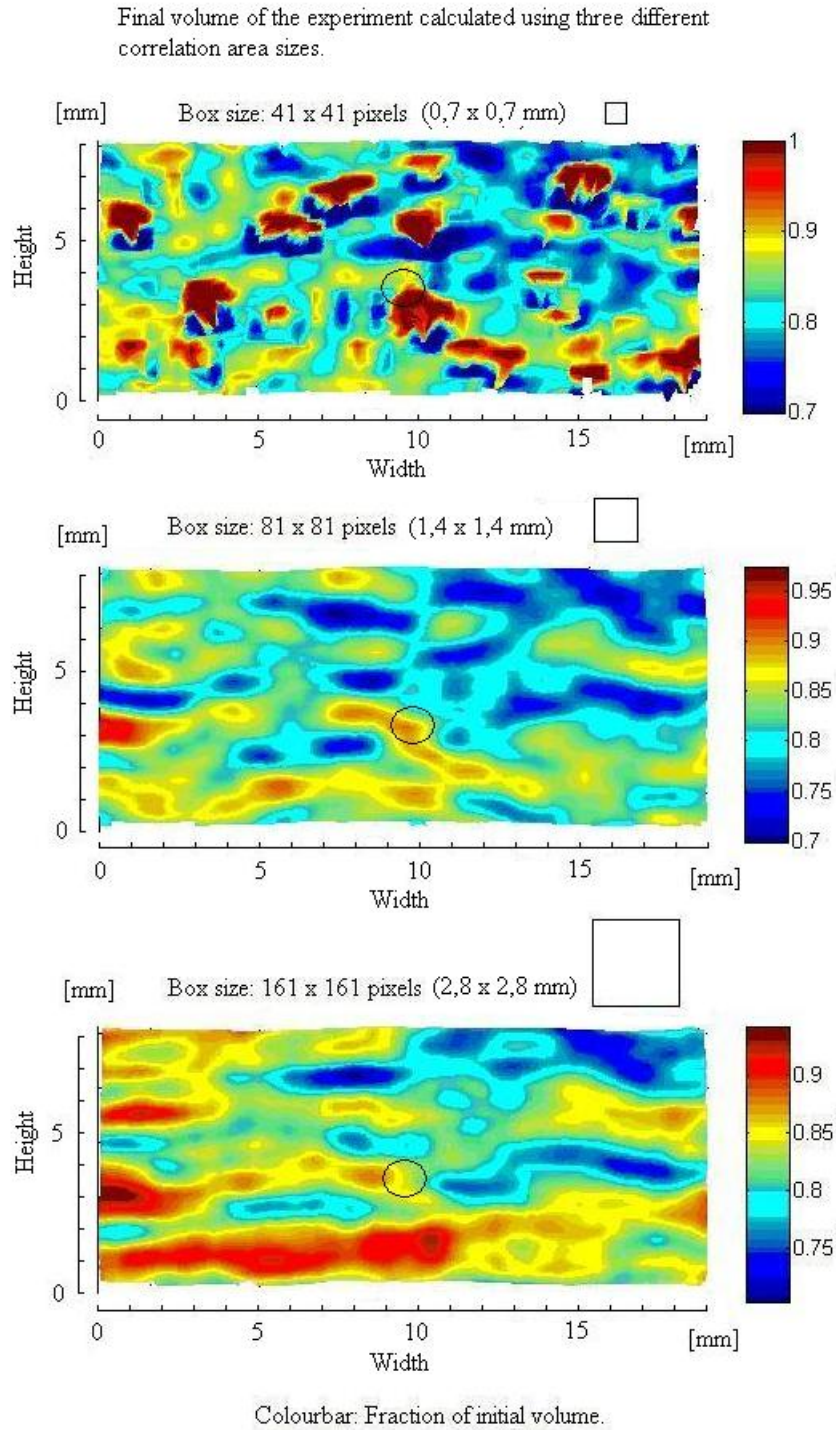 Final volume of the experiment calculated using three different
correlation area sizes.
[mm] Box size: 41 x 41 pixels (0,7 x 0,7 mm)
1
0.9
0.8
0.7
Height
5
0
0 5 10 15 [mm]
Width
[mm] Box size: 81 x 81 pixels (1,4 x 1,4 mm)
0.95
0.9
0.85
0.8
0.75
0.7
Height
5
0
0 5 10 15 [mm]
Width
[mm] Box size: 161 x 161 pixels (2,8 x 2,8 mm)
0.9
0.85
0.8
0.75
Height
5
0
0 5 10 15 [mm]
Width
Colourbar: Fraction of initial volume.